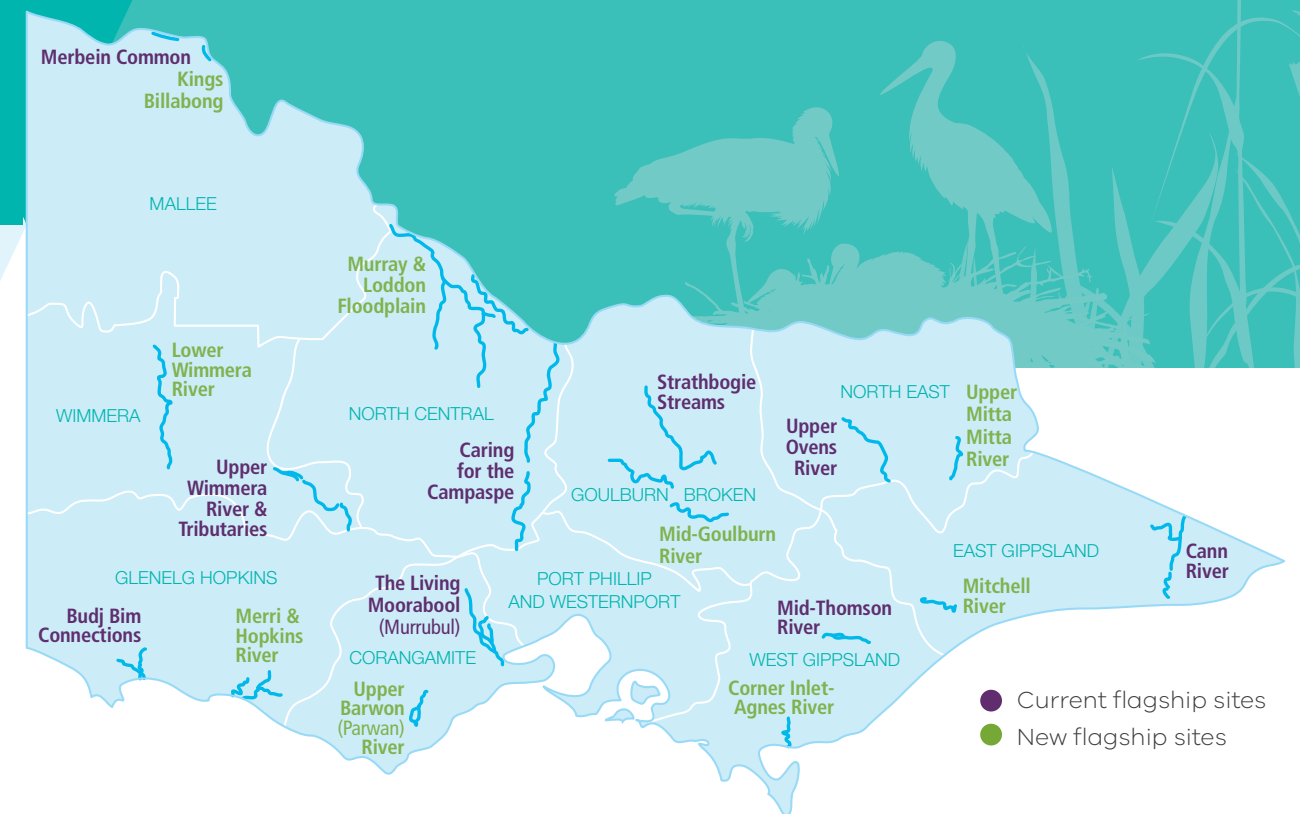 Merbein Common
Kings
Billabong
MALLEE
Murray &
Loddon
Floodplain
Lower
Wimmera
River
WIMMERA
NORTH CENTRAL
Upper
Wimmera
River &
Tributaries
Caring
for the
Campaspe
Strathbogie
Streams
GOULBURN BROKEN
Mid-Goulburn
River
NORTH EAST
Upper
Mitta
Mitta
River
Upper
Ovens
River
EAST GIPPSLAND
Cann
River
Mitchell
River
GLENELG HOPKINS
Budj Bim
Connections
Merri &
Hopkins
River
The Living
Moorabool
(Murrubul)
CORANGAMITE
Upper
Barwon
(Parwan)
River
PORT PHILLIP
AND WESTERNPORT
Mid-Thomson
River
WEST GIPPSLAND
Corner Inlet-
Agnes River
Current flagship sites
New flagship sites